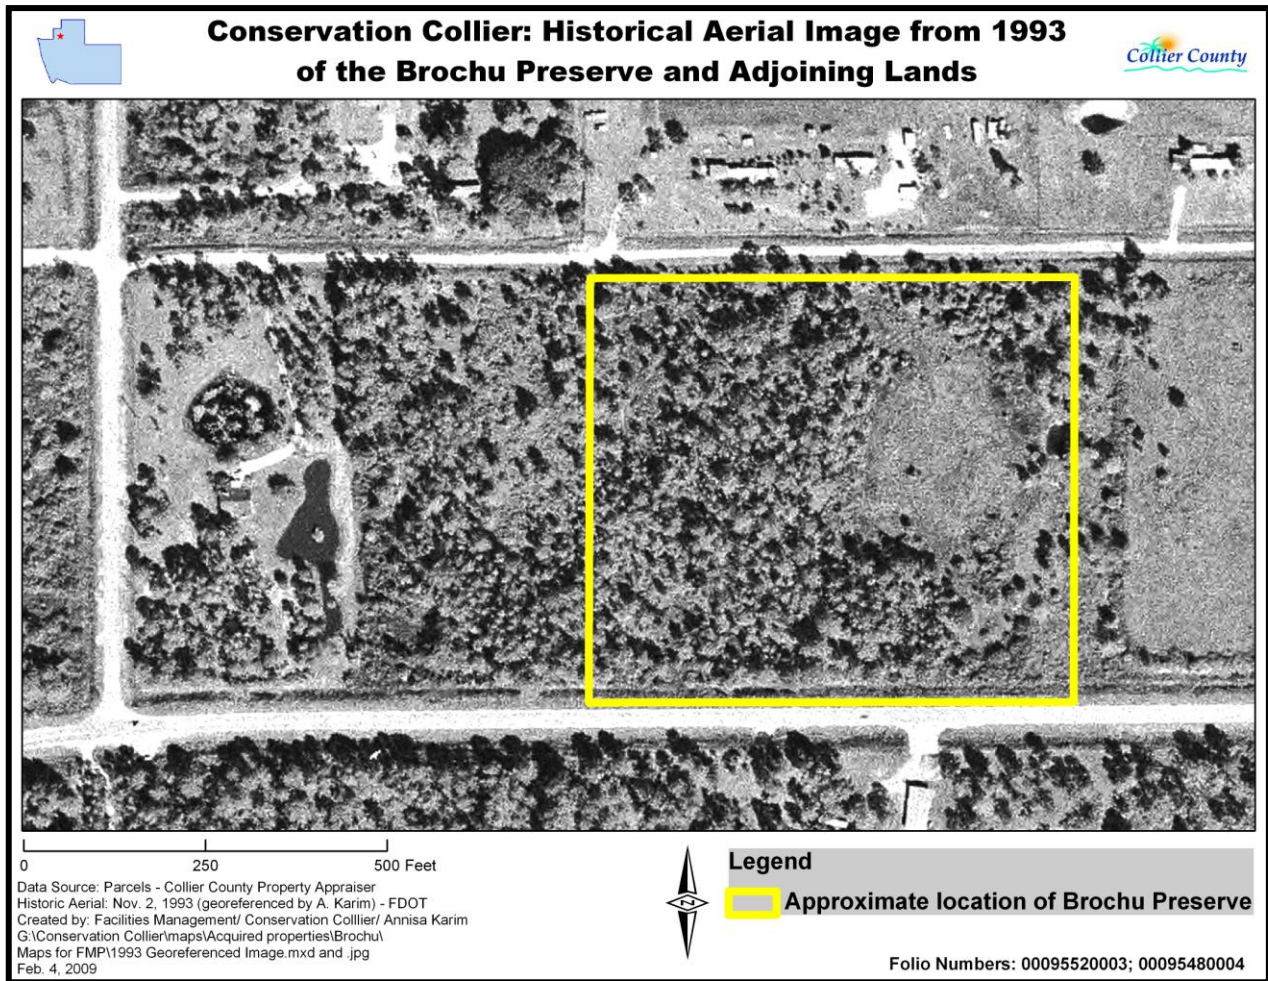 Conservation Collier: Historical Aerial Image from 1993
of the Brochu Preserve and Adjoining Lands
Collier County
0 250 500 Feet
Data Source: Parcels - Collier County Property Appraiser
Historic Aerial: Nov. 2, 1993 (georeferenced by A. Karim) - FDOT
Created by: Facilities Management/ Conservation Colllier/ Annisa Karim
G:\Conservation Collier\maps\Acquired properties\Brochu\
Maps for FMP\1993 Georeferenced Image.mxd and .jpg
Feb. 4, 2009
N
Legend
Approximate location of Brochu Preserve
Folio Numbers: 00095520003; 00095480004